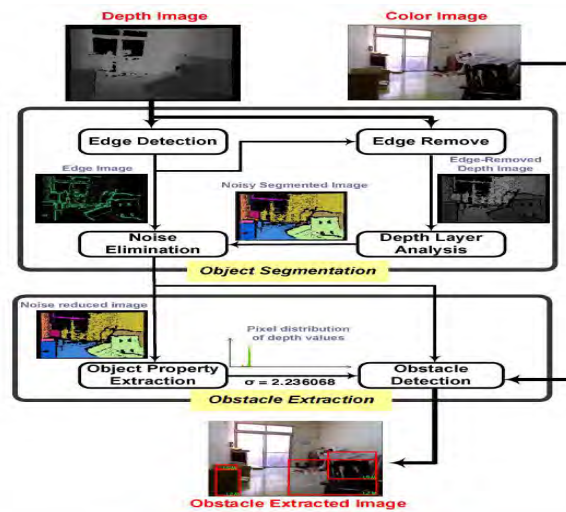 Depth Image
Color Image
Edge Detection
Edge Remove
Edge Image
Edge-Removed
Depth Image
Noisy Segmented Image
Noise
Elimination
Depth Layer
Analysis
Object Segmentation
Noise reduced image
Pixel distribution
of depth values
Object Property
Extraction
σ = 2.236068
Obstacle
Detection
Obstacle Extraction
Obstacle Extracted Image